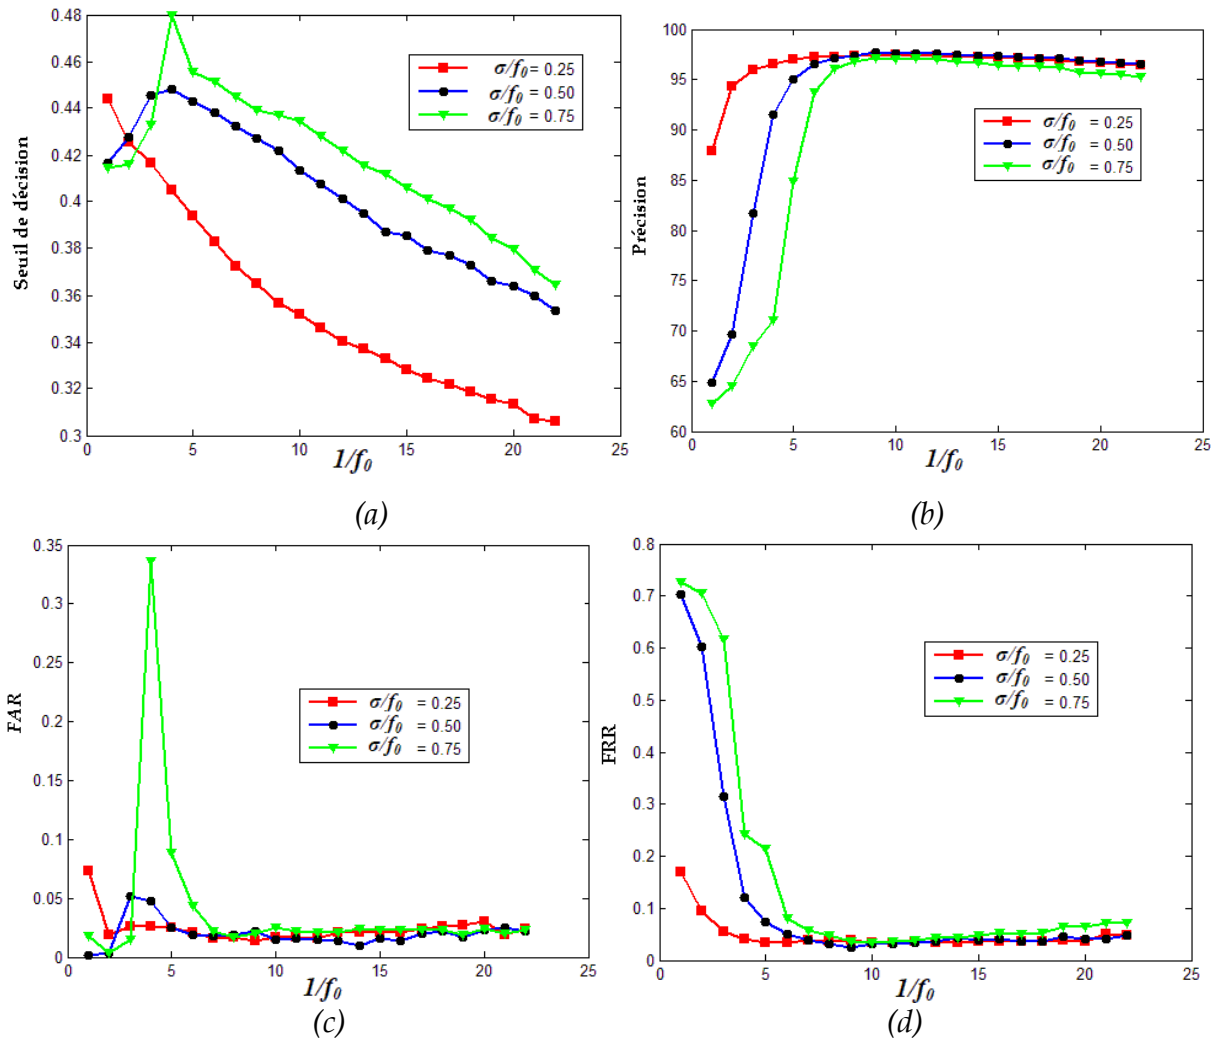 0.48
0.46
0.44
0.42
0.4
0.38
0.36
0.34
0.32
0.3
0
5
10
15
20
25
Seuil de décision
1/f₀
σ/f₀ = 0.25
σ/f₀ = 0.50
σ/f₀ = 0.75
(a)
100
95
90
85
80
75
70
65
60
0
5
10
15
20
25
Précision
1/f₀
σ/f₀ = 0.25
σ/f₀ = 0.50
σ/f₀ = 0.75
(b)
0.35
0.3
0.25
0.2
0.15
0.1
0.05
0
0
5
10
15
20
25
FAR
1/f₀
σ/f₀ = 0.25
σ/f₀ = 0.50
σ/f₀ = 0.75
(c)
0.8
0.7
0.6
0.5
0.4
0.3
0.2
0.1
0
0
5
10
15
20
25
FRR
1/f₀
σ/f₀ = 0.25
σ/f₀ = 0.50
σ/f₀ = 0.75
(d)